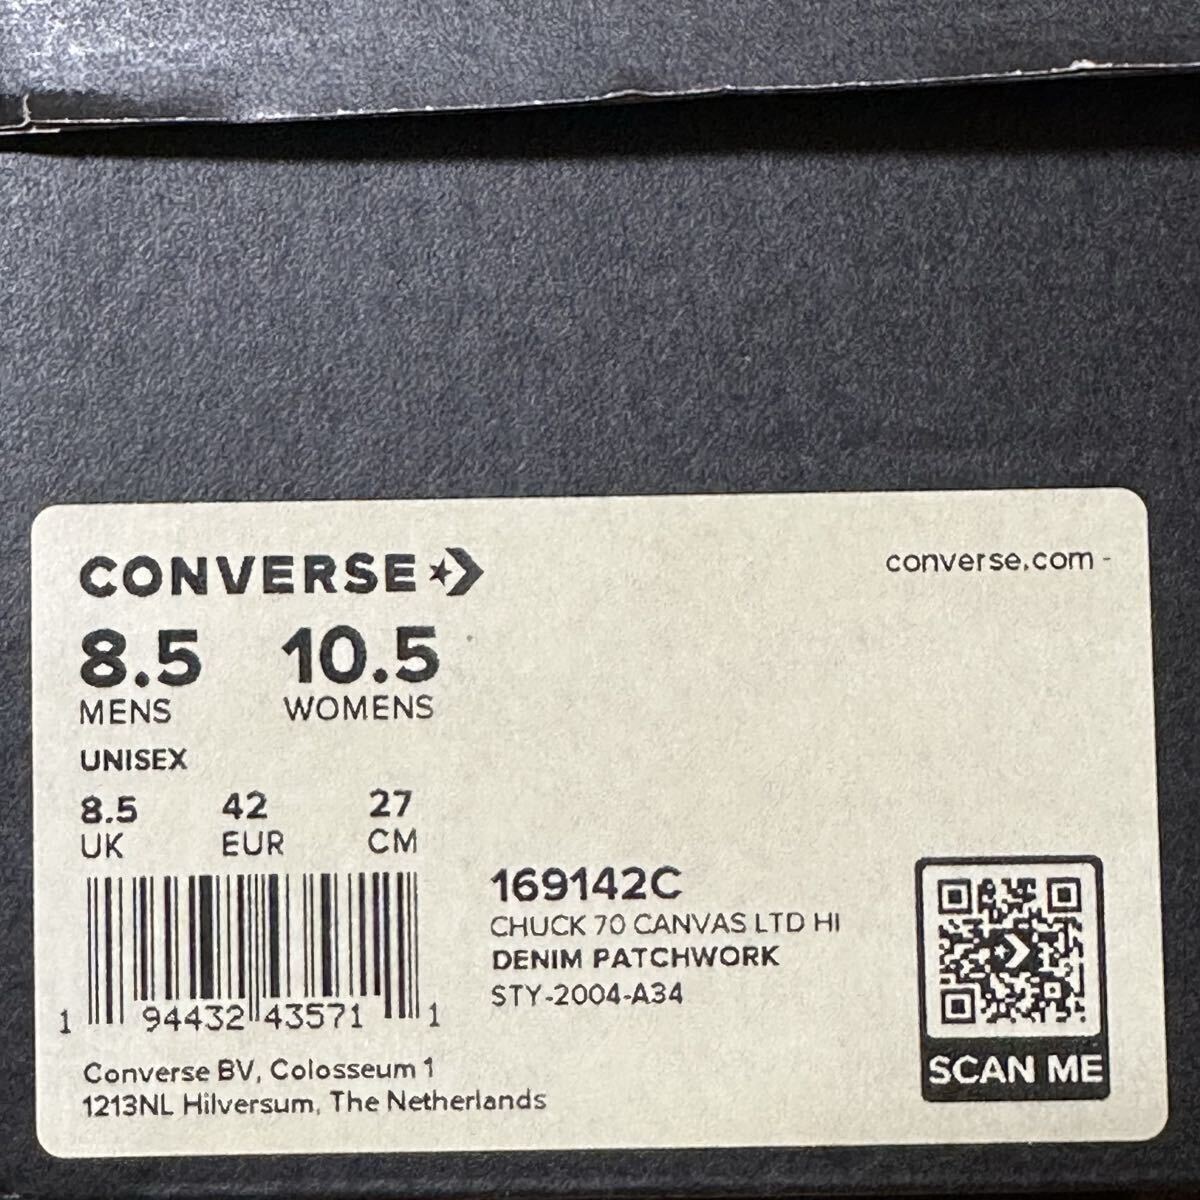 CONVERSE
converse.com -
8.5 10.5
MENS WOMENS
UNISEX
8.5 42 27
UK EUR CM
1 94432 43571 1
169142C
CHUCK 70 CANVAS LTD HI
DENIM PATCHWORK
STY-2004-A34
SCAN ME
Converse BV, Colosseum 1
1213NL Hilversum, The Netherlands